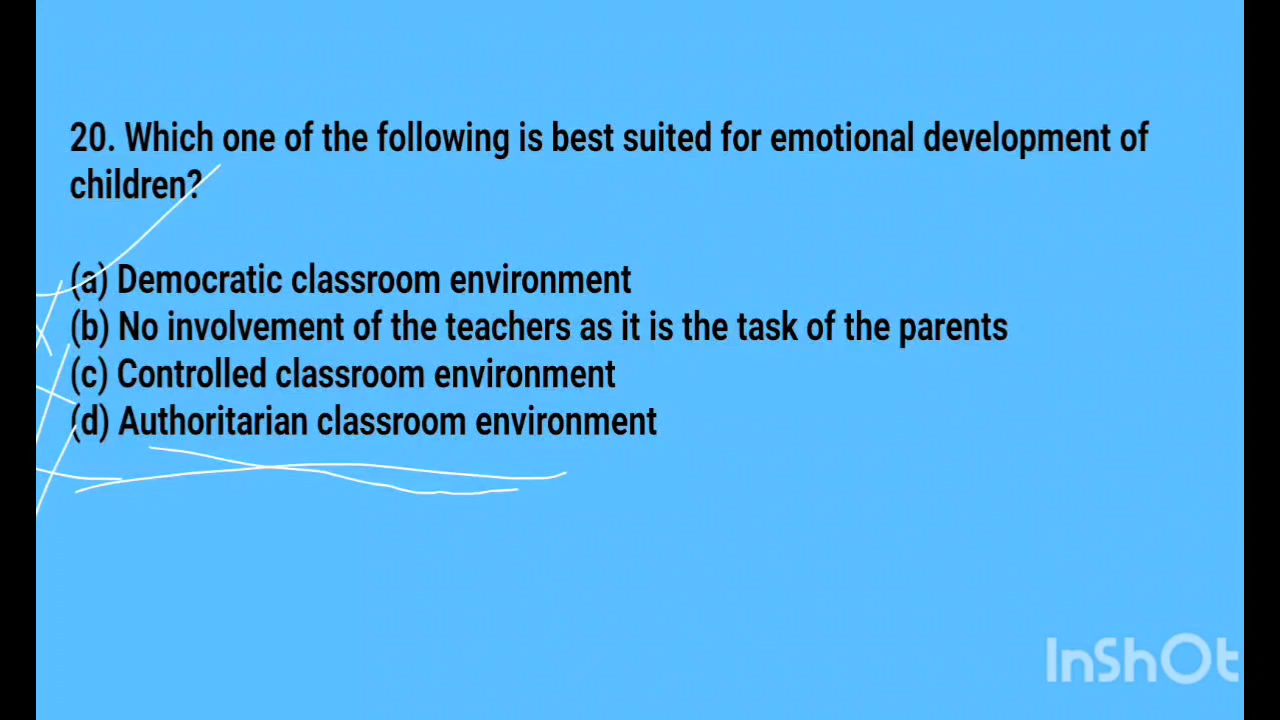 20. Which one of the following is best suited for emotional development of
children?
(a) Democratic classroom environment
(b) No involvement of the teachers as it is the task of the parents
(c) Controlled classroom environment
(d) Authoritarian classroom environment
InShOt